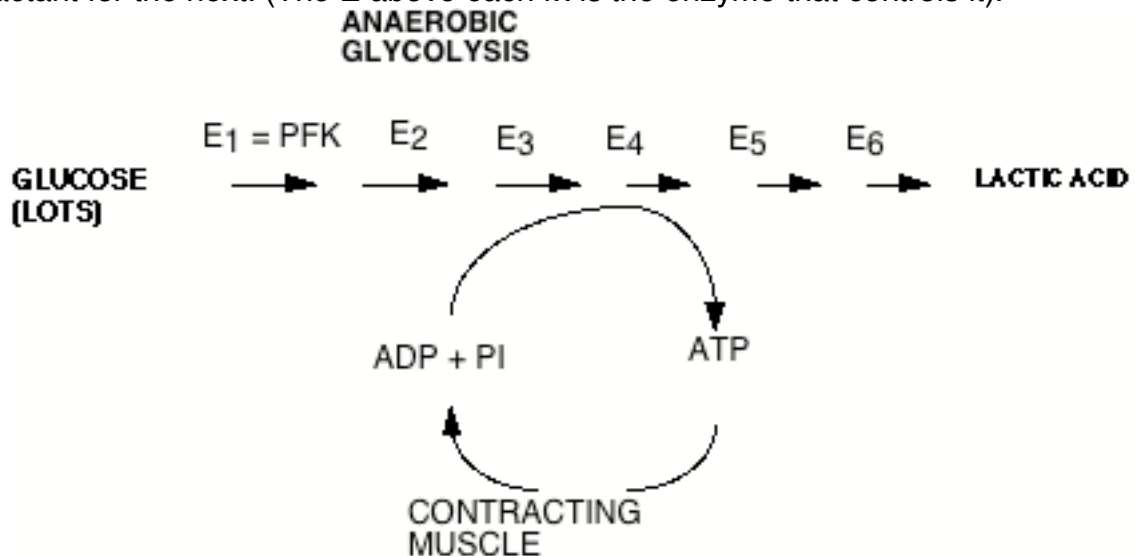 ANAEROBIC
GLYCOLYSIS
E1 = PFK E2 E3 E4 E5 E6
GLUCOSE
(LOTS)
LACTIC ACID
ADP + PI
ATP
CONTRACTING
MUSCLE